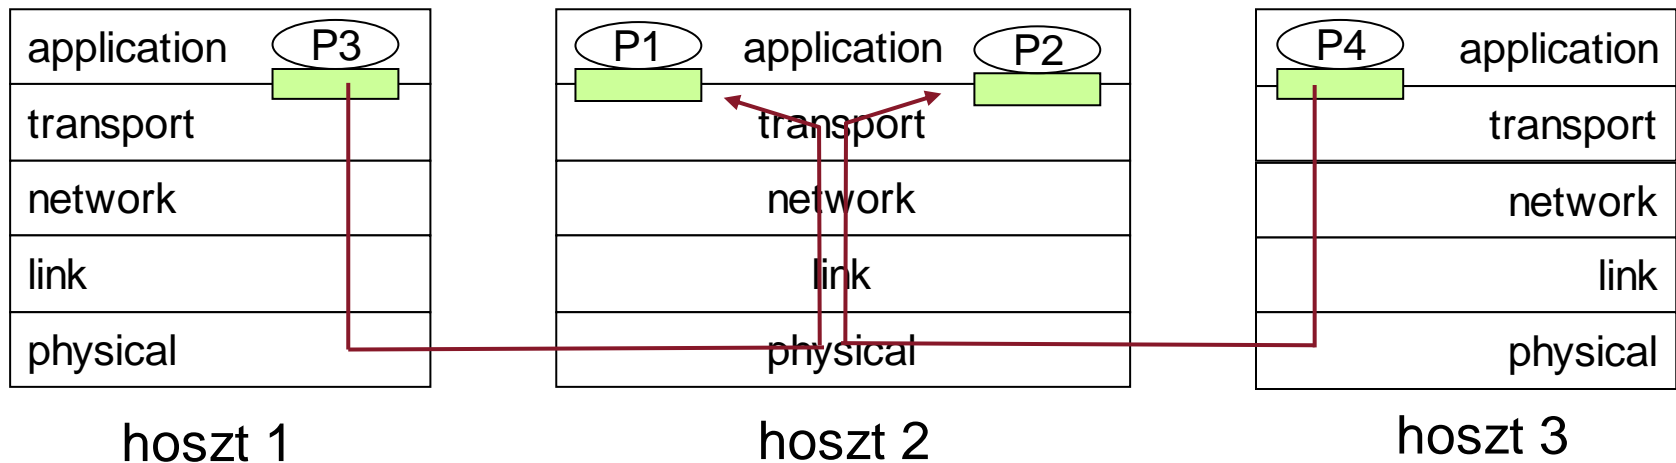 application P3
transport
network
link
physical
hoszt 1
P1 application P2
transport
network
link
physical
hoszt 2
P4 application
transport
network
link
physical
hoszt 3